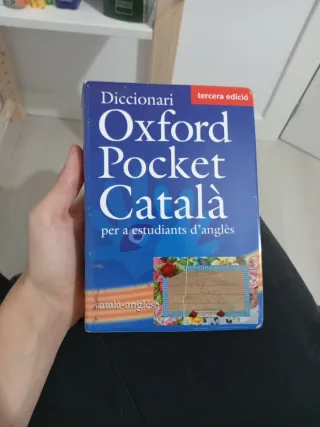 Diccionari
tercera edició
Oxford
Pocket
Català
per a estudiants d'anglès
català-anglès